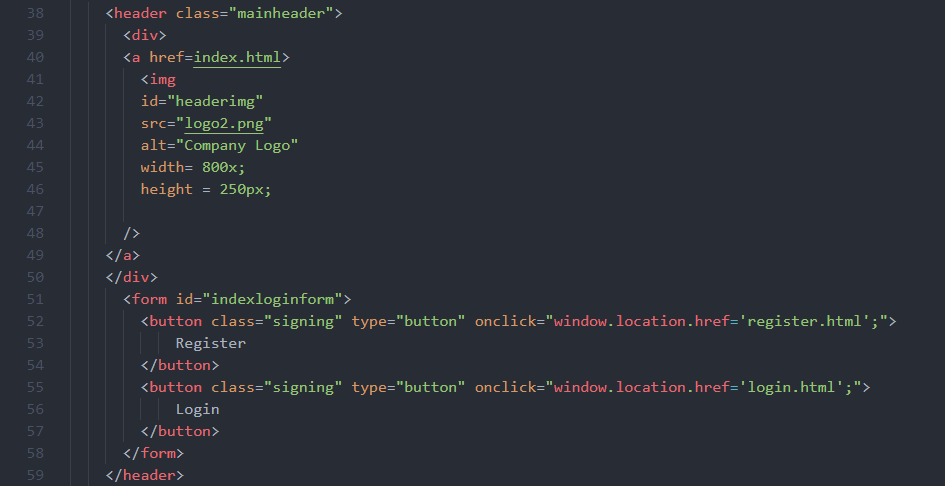 38 <header class="mainheader">
39 <div>
40 <a href=index.html>
41 <img
42 id="headerimg"
43 src="logo2.png"
44 alt="Company Logo"
45 width= 800x;
46 height = 250px;
47
48 />
49 </a>
50 </div>
51 <form id="indexloginform">
52 <button class="signing" type="button" onclick="window.location.href='register.html';">
53 Register
54 </button>
55 <button class="signing" type="button" onclick="window.location.href='login.html';">
56 Login
57 </button>
58 </form>
59 </header>